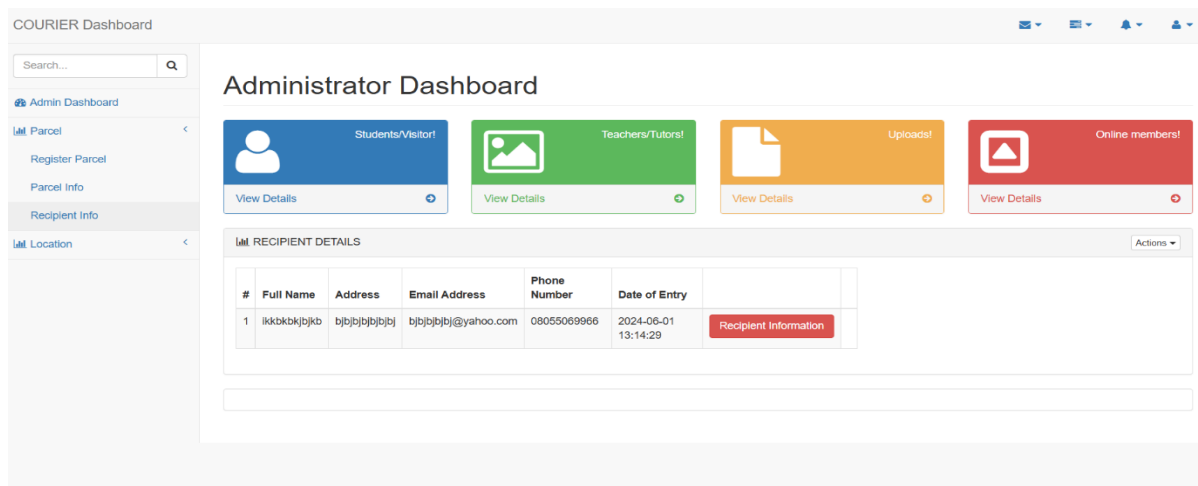 COURIER Dashboard
Search...
Admin Dashboard
Parcel
Register Parcel
Parcel Info
Recipient Info
Location
Administrator Dashboard
Students/Visitor!
View Details
Teachers/Tutors!
View Details
Uploads!
View Details
Online members!
View Details
RECIPIENT DETAILS
Actions
# Full Name Address Email Address Phone Number Date of Entry
1 ikkbkbkjbjkb bjbjbjbjbjbj bjbjbjbj@yahoo.com 08055069966 2024-06-01 13:14:29 Recipient Information